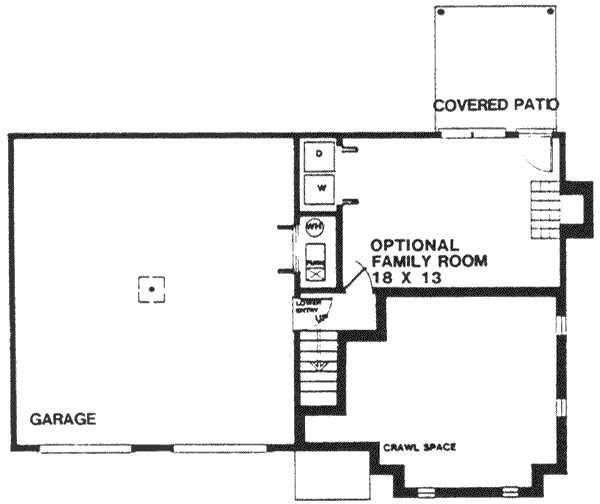 COVERED PATIO
D
W
WH
FURN
OPTIONAL
FAMILY ROOM
18 X 13
LOWER
ENTRY
UP
GARAGE
CRAWL SPACE